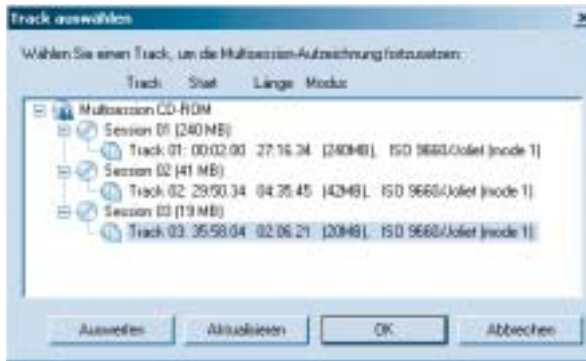 Track auswählen
Wählen Sie einen Track, um die Multisession-Aufzeichnung fortzusetzen:
Track Start Länge Modus
Multisession CD-ROM
Session 01 (240 MB)
Track 01: 00:02.00 27:16.34 (240MB), ISO 9660/Joliet (mode 1)
Session 02 (41 MB)
Track 02: 29:50.34 04:35.45 (42MB), ISO 9660/Joliet (mode 1)
Session 03 (19 MB)
Track 03: 35:58.04 02:06.21 (20MB), ISO 9660/Joliet (mode 1)
Auswerfen Aktualisieren OK Abbrechen